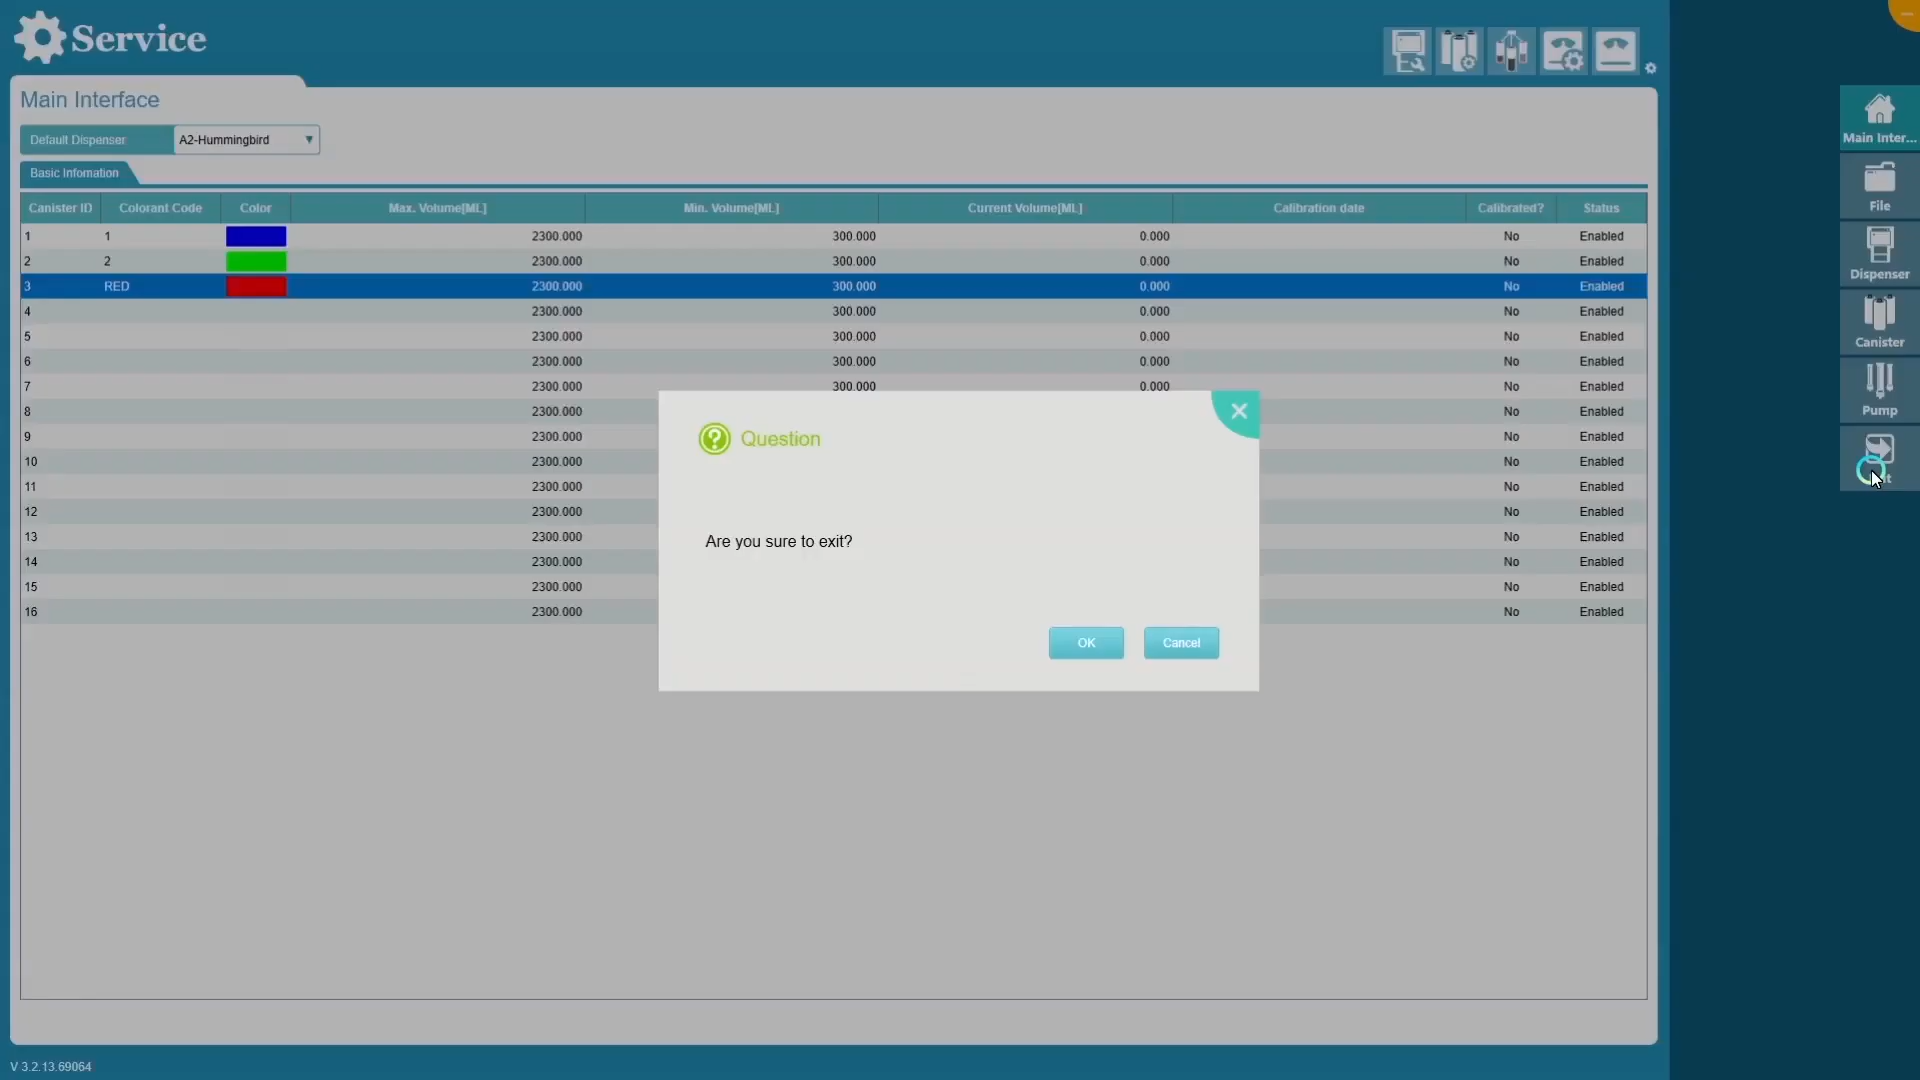 Service
Main Interface
Default Dispenser A2-Hummingbird
Basic Infomation
Canister ID Colorant Code Color Max. Volume[ML] Min. Volume[ML] Current Volume[ML] Calibration date Calibrated? Status
1 1 2300.000 300.000 0.000 No Enabled
2 2 2300.000 300.000 0.000 No Enabled
3 RED 2300.000 300.000 0.000 No Enabled
4 2300.000 300.000 0.000 No Enabled
5 2300.000 300.000 0.000 No Enabled
6 2300.000 300.000 0.000 No Enabled
7 2300.000 300.000 0.000 No Enabled
8 2300.000 No Enabled
9 2300.000 No Enabled
10 2300.000 No Enabled
11 2300.000 No Enabled
12 2300.000 No Enabled
13 2300.000 No Enabled
14 2300.000 No Enabled
15 2300.000 No Enabled
16 2300.000 No Enabled
Question
Are you sure to exit?
OK Cancel
Main Inter...
File
Dispenser
Canister
Pump
V 3.2.13.69064